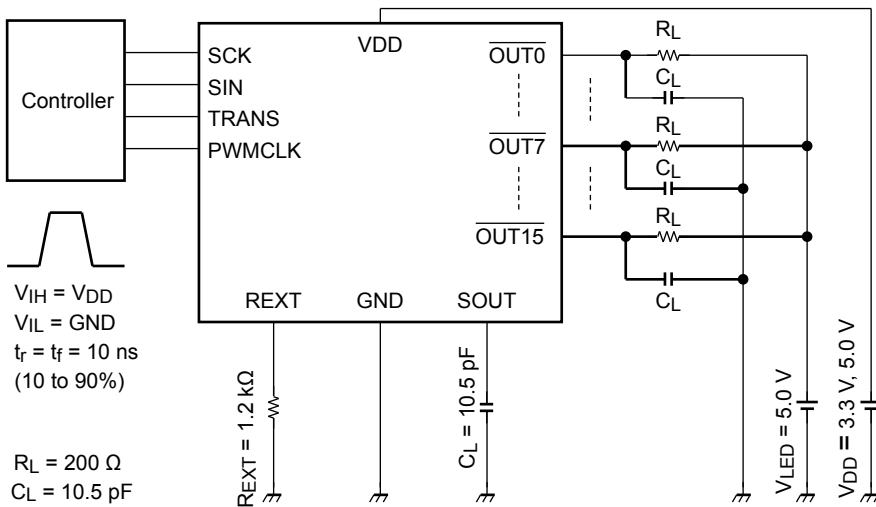 VDD
SCK
SIN
TRANS
PWMCLK
Controller
OUT0
OUT7
OUT15
RL
CL
RL
CL
RL
CL
REXT
GND
SOUT
VIH = VDD
VIL = GND
tr = tf = 10 ns
(10 to 90%)
RL = 200 Ω
CL = 10.5 pF
REXT = 1.2 kΩ
CL = 10.5 pF
VLED = 5.0 V
VDD = 3.3 V, 5.0 V